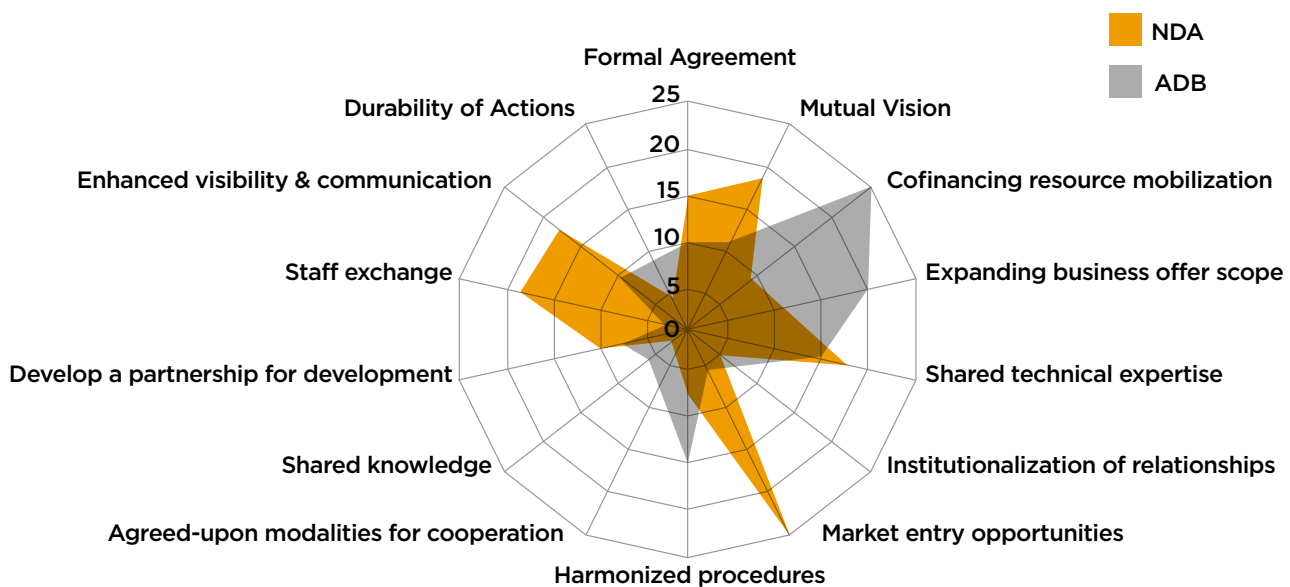 NDA
ADB
Formal Agreement
Durability of Actions
Mutual Vision
Enhanced visibility & communication
Cofinancing resource mobilization
Staff exchange
Expanding business offer scope
Develop a partnership for development
Shared technical expertise
Shared knowledge
Institutionalization of relationships
Agreed-upon modalities for cooperation
Market entry opportunities
Harmonized procedures
25
20
15
10
5
0